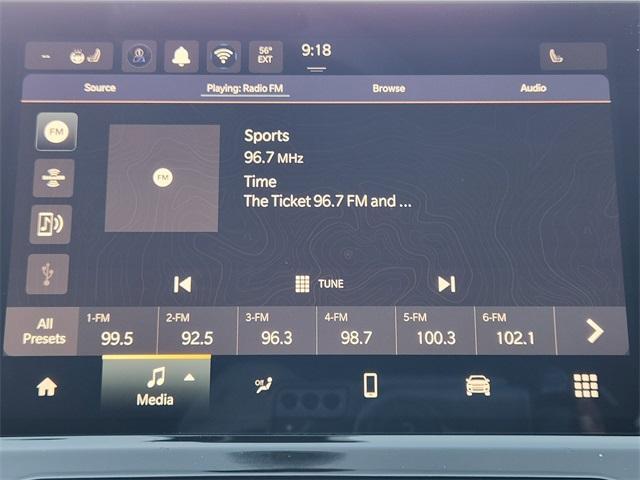 -- 56° 9:18
EXT
Source Playing: Radio FM Browse Audio
FM
Sports
96.7 MHz
FM
Time
The Ticket 96.7 FM and ...
TUNE
All
Presets
1-FM 2-FM 3-FM 4-FM 5-FM 6-FM
99.5 92.5 96.3 98.7 100.3 102.1
Off
Media